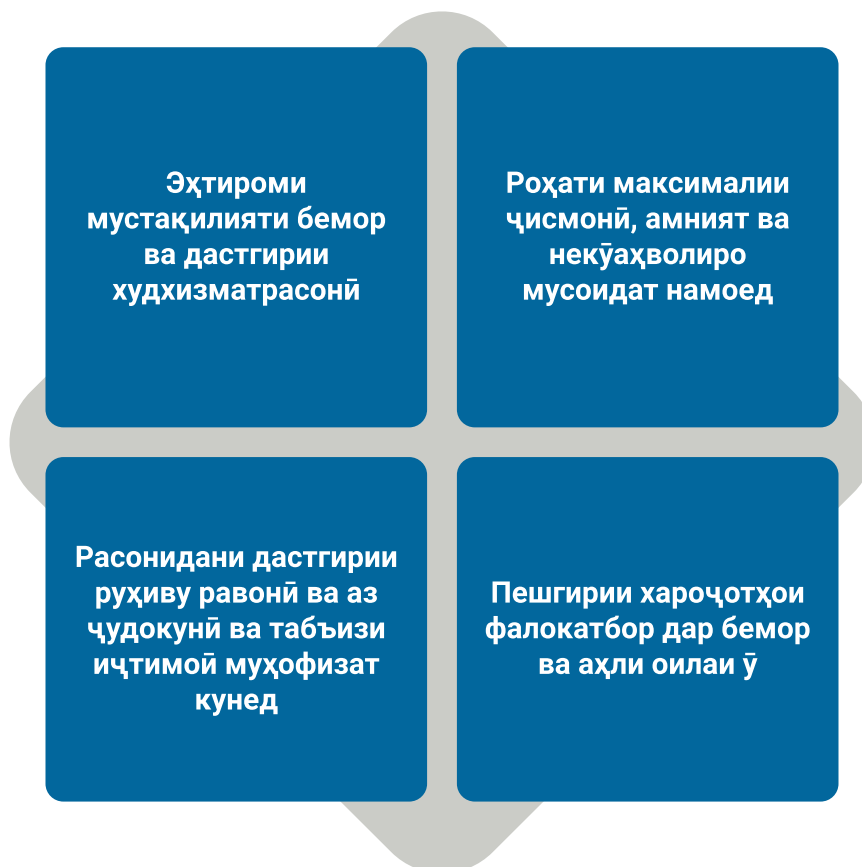 Эҳтироми
мустақилияти бемор
ва дастгирии
худхизматрасонӣ
Роҳати максималии
ҷисмонӣ, амният ва
некӯаҳволиро
мусоидат намоед
Расонидани дастгирии
руҳиву равонӣ ва аз
ҷудокунӣ ва табъизи
иҷтимоӣ муҳофизат
кунед
Пешгирии хароҷотҳои
фалокатбор дар бемор
ва аҳли оилаи ӯ